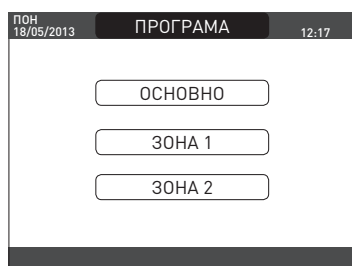 ПОН
18/05/2013
ПРОГРАМА
12:17
ОСНОВНО
ЗОНА 1
ЗОНА 2